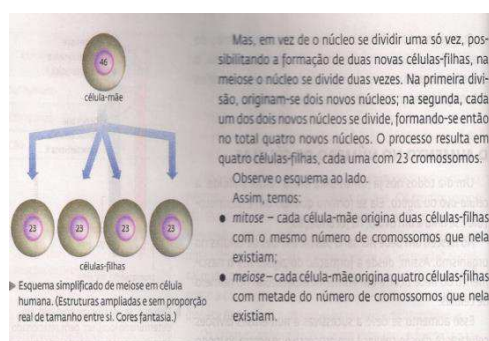 46
célula-mãe
23 23 23 23
células-filhas
Esquema simplificado de meiose em célula
humana. (Estruturas ampliadas e sem proporção
real de tamanho entre si. Cores fantasia.)
Mas, em vez de o núcleo se dividir uma só vez, pos-
sibilitando a formação de duas novas células-filhas, na
meiose o núcleo se divide duas vezes. Na primeira divi-
são, originam-se dois novos núcleos; na segunda, cada
um dos dois novos núcleos se divide, formando-se então
no total quatro novos núcleos. O processo resulta em
quatro células-filhas, cada uma com 23 cromossomos.
Observe o esquema ao lado.
Assim, temos:
• mitose – cada célula-mãe origina duas células-filhas
com o mesmo número de cromossomos que nela
existiam;
• meiose – cada célula-mãe origina quatro células-filhas
com metade do número de cromossomos que nela
existiam.